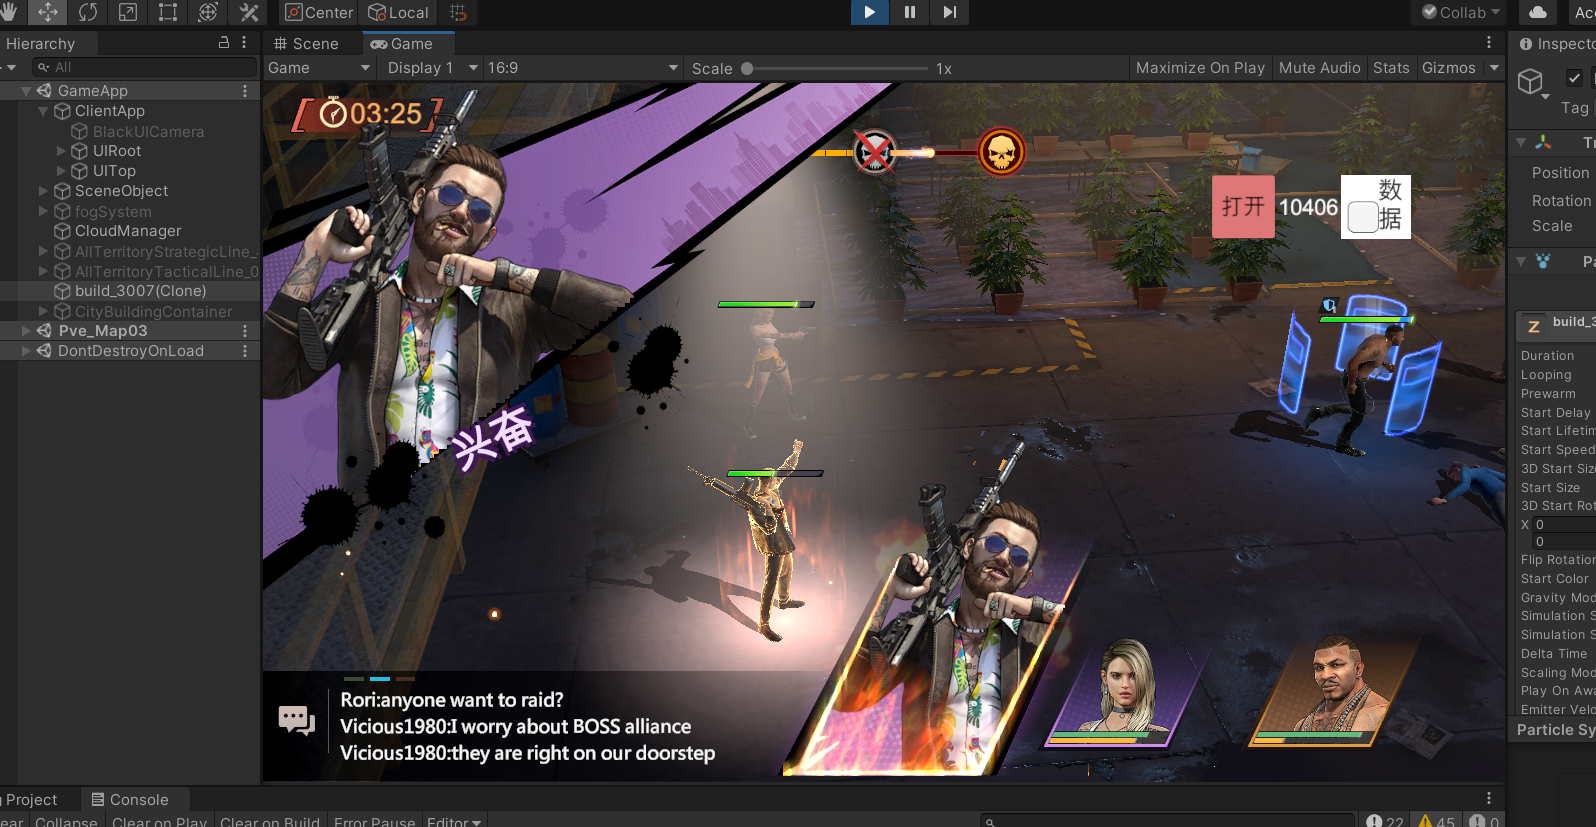 Center
Local
Collab
Hierarchy
All
GameApp
ClientApp
BlackUICamera
UIRoot
UITop
SceneObject
fogSystem
CloudManager
AllTerritoryStrategicLine_
AllTerritoryTacticalLine_0
build_3007(Clone)
CityBuildingContainer
Pve_Map03
DontDestroyOnLoad
Scene
Game
Game
Display 1
16:9
Scale
1x
Maximize On Play
Mute Audio
Stats
Gizmos
03:25
打开
10406
数据
兴奋
Rori:anyone want to raid?
Vicious1980:I worry about BOSS alliance
Vicious1980:they are right on our doorstep
Inspecto
Tag
Position
Rotation
Scale
build_3
Duration
Looping
Prewarm
Start Delay
Start Lifetim
Start Speed
3D Start Size
Start Size
3D Start Rot
X 0
0
Flip Rotation
Start Color
Gravity Mod
Simulation S
Simulation S
Delta Time
Scaling Mod
Play On Awa
Emitter Velo
Particle Sy
Project
Console
ear
Collapse
Clear on Play
Clear on Build
Error Pause
Editor
22
45
0